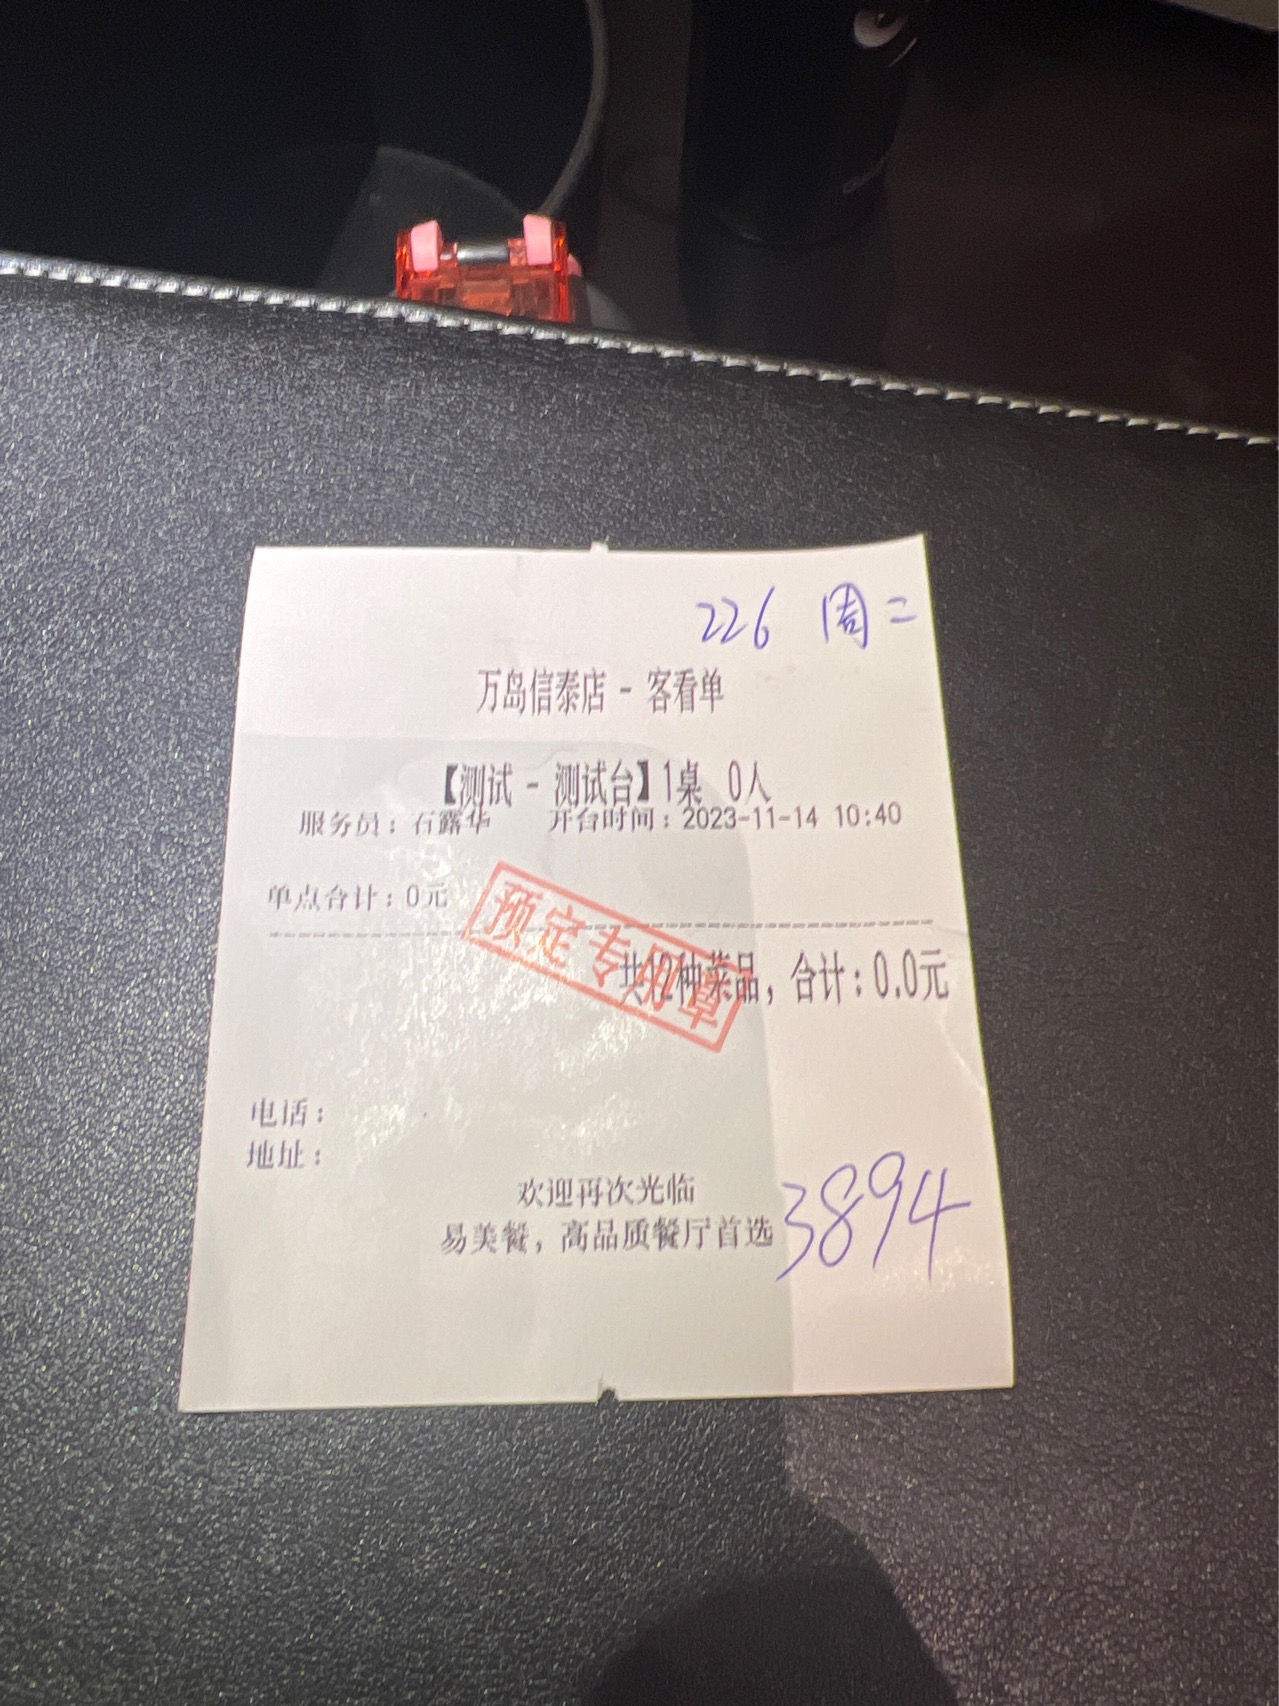 226 周二
万岛信泰店 - 客看单
【测试 - 测试台】1桌 0人
服务员：石露华 开台时间：2023-11-14 10:40
单点合计：0元
预定专用章
共12种菜品，合计：0.0元
电话：
地址：
欢迎再次光临
易美餐，高品质餐厅首选
3894